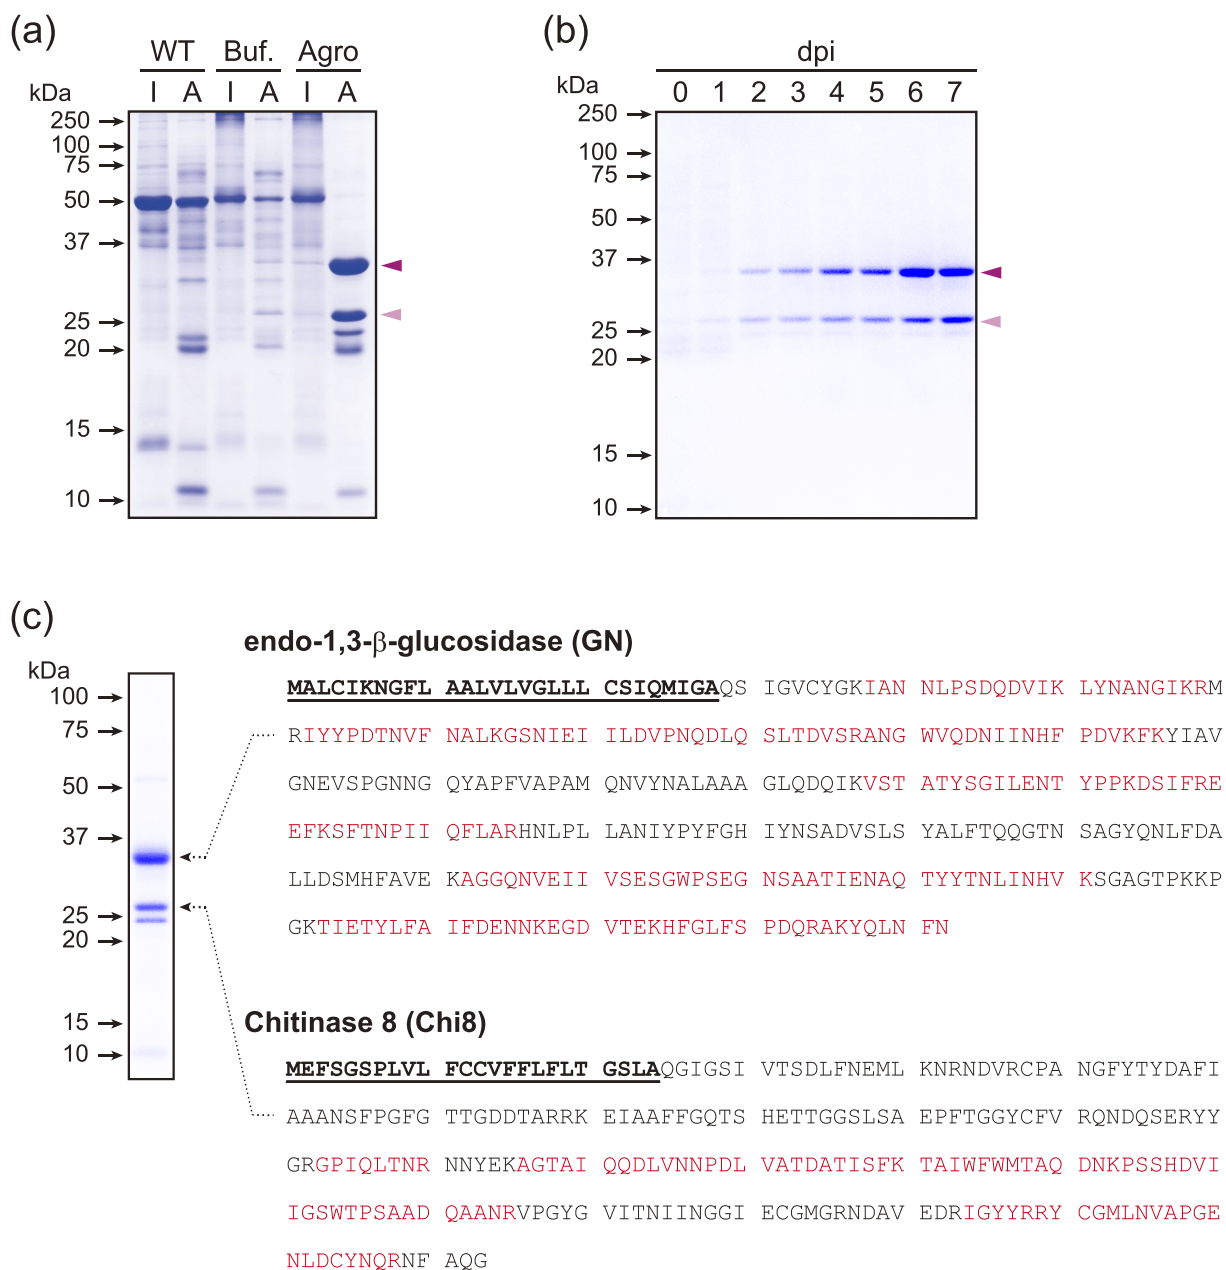 (a)
WT Buf. Agro
kDa I A I A I A
250
100
75
50
37
25
20
15
10
(b)
dpi
kDa 0 1 2 3 4 5 6 7
250
100
75
50
37
25
20
15
10
(c)
kDa
100
75
50
37
25
20
15
10
endo-1,3-β-glucosidase (GN)
MALCIKNGFL AALVLVGLLL CSIQMIGAQS IGVCYGKIAN NLPSDQDVIK LYNANGIKRM
RIYYPDTNVF NALKGSNIEI ILDVPNQDLQ SLTDVSRANG WVQDNIINHF PDVKFKYIAV
GNEVSPGNNG QYAPFVAPAM QNVYNALAAA GLQDQIKVST ATYSGILENT YPPKDSIFRE
EFKSFTNPII QFLARHNLPL LANIYPYFGH IYNSADVSLS YALFTQQGTN SAGYQNLFDA
LLDSMHFAVE KAGGQNVEII VSESGWPSEG NSAATIENAQ TYYTNLINHV KSGAGTPKKP
GKTIETYLFA IFDENNKEGD VTEKHFGLFS PDQRAKYQLN FN
Chitinase 8 (Chi8)
MEFSGSPLVL FCCVFFLFLT GSLAQGIGSI VTSDLFNEML KNRNDVRCPA NGFYTYDAFI
AAANSFPGFG TTGDDTARRK EIAAFFGQTS HETTGGSLSA EPFTGGYCFV RQNDQSERYY
GRGPIQLTNR NNYEKAGTAI QQDLVNNPDL VATDATISFK TAIWFWMTAQ DNKPSSHDVI
IGSWTPSAAD QAANRVPGYG VITNIINGGI ECGMGRNDAV EDRIGYYRRY CGMLNVAPGE
NLDCYNQRNF AQG